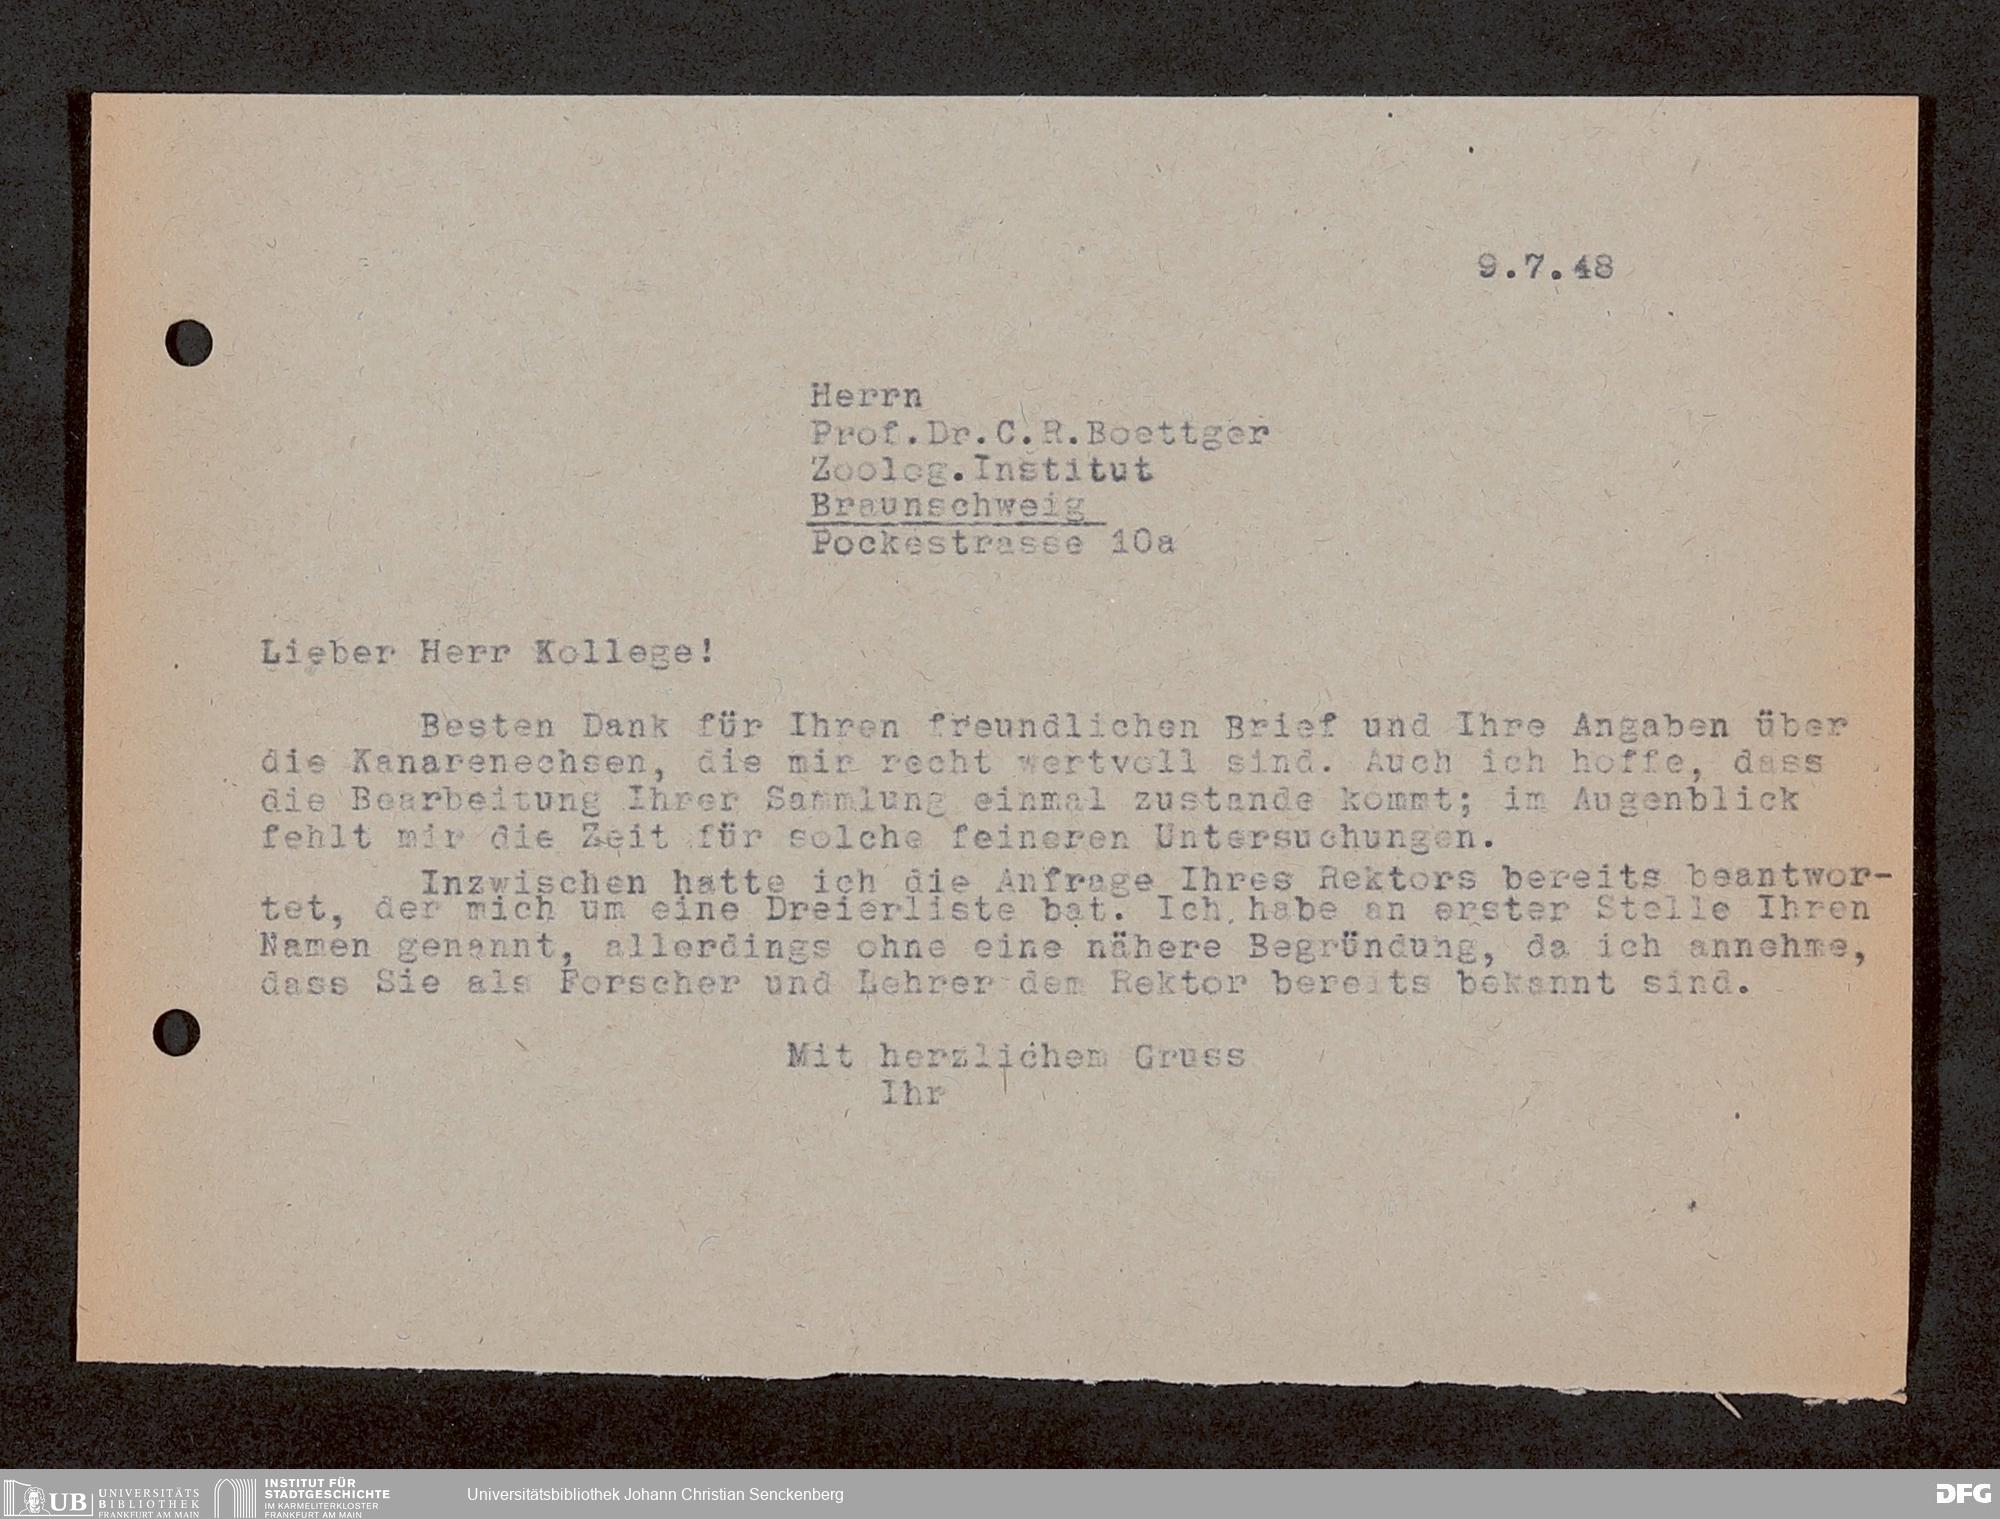 9.7.48
Herrn
Prof.Dr.C.R.Boettger
Zoolog.Institut
Braunschweig
Pockestrasse 10a
Lieber Herr Kollege!
Besten Dank für Ihren freundlichen Brief und Ihre Angaben über
die Kanarenechsen, die mir recht wertvoll sind. Auch ich hoffe, dass
die Bearbeitung Ihrer Sammlung einmal zustande kommt; im Augenblick
fehlt mir die Zeit für solche feineren Untersuchungen.
Inzwischen hatte ich die Anfrage Ihres Rektors bereits beantwor-
tet, der mich um eine Dreierliste bat. Ich habe an erster Stelle Ihren
Namen genannt, allerdings ohne eine nähere Begründung, da ich annehme,
dass Sie als Forscher und Lehrer dem Rektor bereits bekannt sind.
Mit herzlichem Gruss
Ihr
UB UNIVERSITÄTS
BIBLIOTHEK
FRANKFURT AM MAIN
INSTITUT FÜR
STADTGESCHICHTE
IM KARMELITERKLOSTER
FRANKFURT AM MAIN
Universitätsbibliothek Johann Christian Senckenberg
DFG